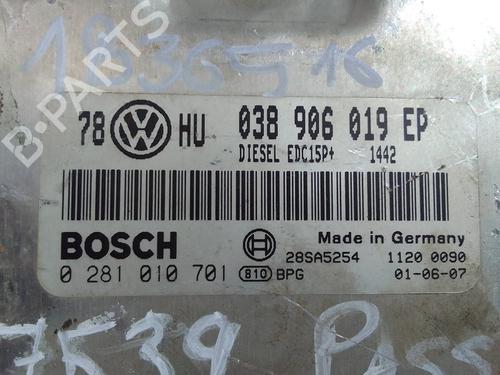 1836516
78 VW HU 038 906 019 EP
DIESEL EDC15P+ 1442
BOSCH
Made in Germany
28SA5254 1120 0090
0 281 010 701 810 BPG 01-06-07
7539 PASS
B-PARTS